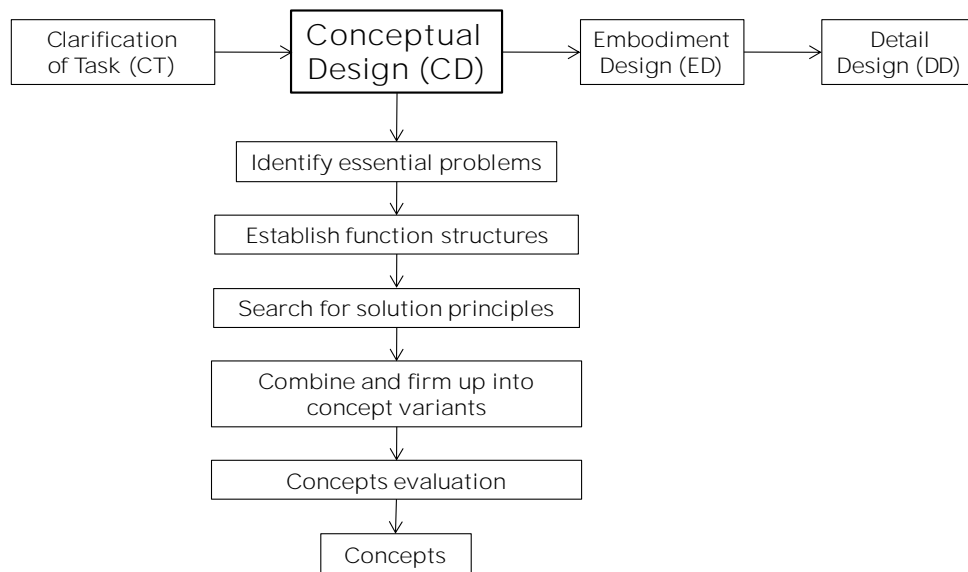 Clarification
of Task (CT)
Conceptual
Design (CD)
Embodiment
Design (ED)
Detail
Design (DD)
Identify essential problems
Establish function structures
Search for solution principles
Combine and firm up into
concept variants
Concepts evaluation
Concepts